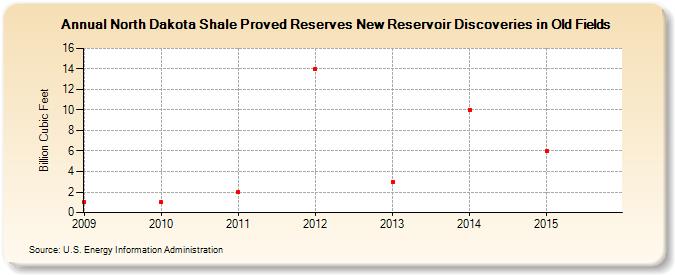 Annual North Dakota Shale Proved Reserves New Reservoir Discoveries in Old Fields
Billion Cubic Feet
16
14
12
10
8
6
4
2
0
2009 2010 2011 2012 2013 2014 2015
Source: U.S. Energy Information Administration